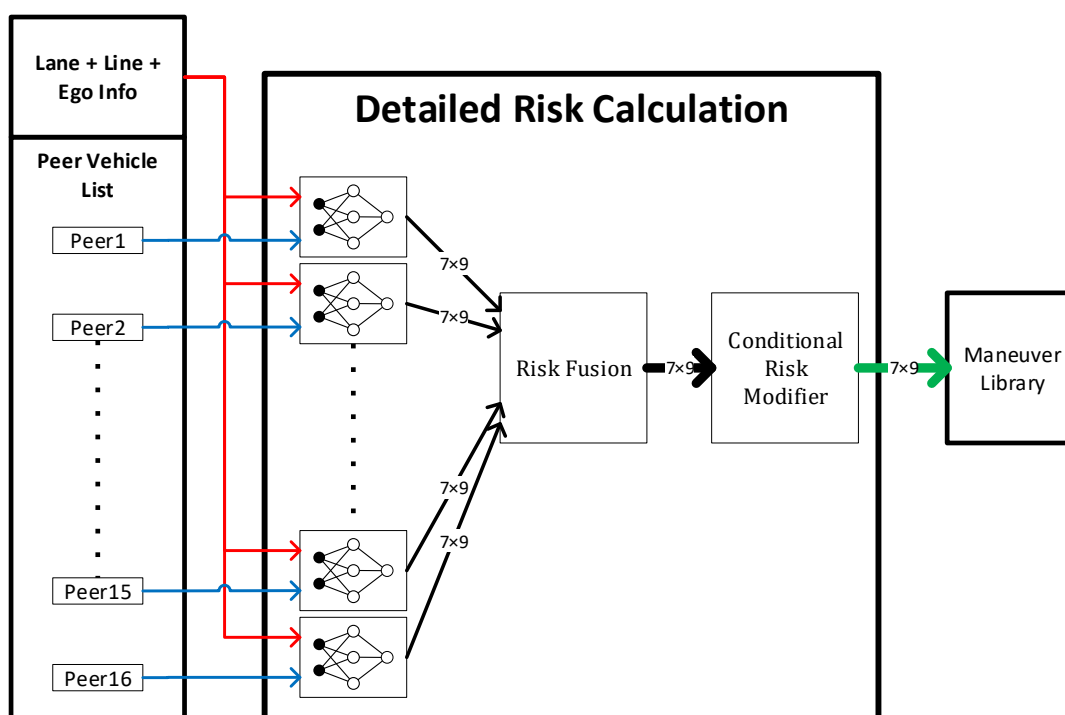 Lane + Line +
Ego Info
Detailed Risk Calculation
Peer Vehicle
List
Peer1
7×9
Peer2
7×9
Risk Fusion
7×9
Conditional
Risk
Modifier
7×9
Maneuver
Library
7×9
7×9
Peer15
Peer16